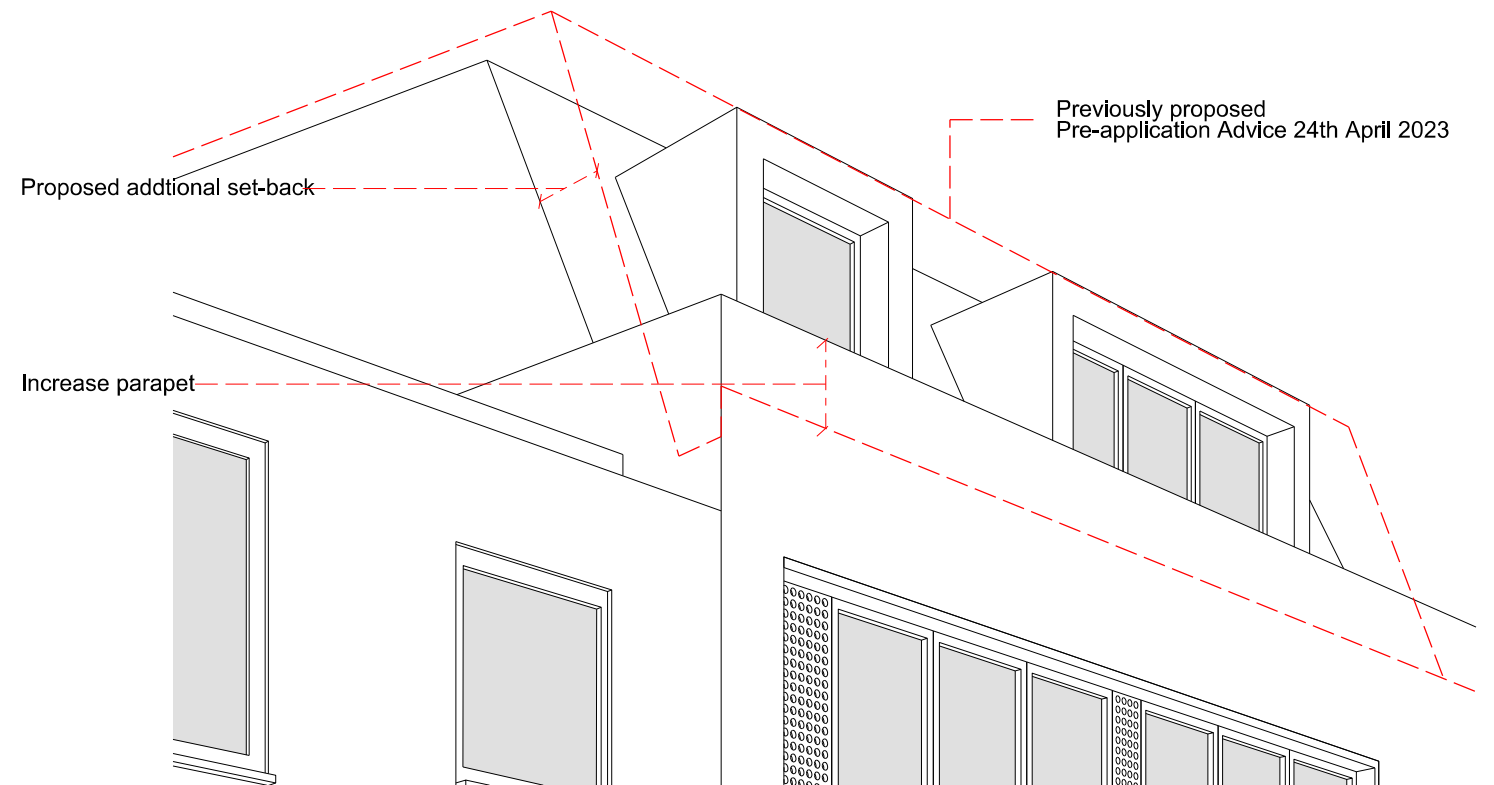 Previously proposed
Pre-application Advice 24th April 2023
Proposed addtional set-back
Increase parapet